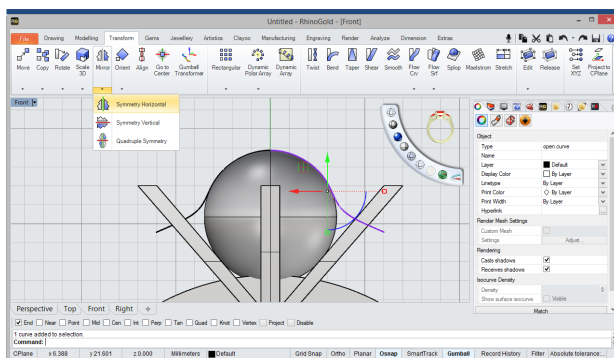 Untitled - RhinoGold - [Front]
File Drawing Modelling Transform Gems Jewellery Artistics Clayoo Manufacturing Engraving Render Analyze Dimension Extras
Move Copy Rotate Scale 3D Mirror Orient Align Go to Center Gumball Transformer Rectangular Dynamic Polar Array Dynamic Array Twist Bend Taper Shear Smooth Flow Crv Flow Srf Splop Maelstrom Stretch Edit Release Set XYZ Project to CPlane
Front
Symmetry Horizontal
Symmetry Vertical
Quadruple Symmetry
Object
Type open curve
Name
Layer Default
Display Color By Layer
Linetype By Layer
Print Color By Layer
Print Width By Layer
Hyperlink ...
Render Mesh Settings
Custom Mesh
Settings Adjust...
Rendering
Casts shadows
Receives shadows
Isocurve Density
Density
Show surface isocurve Visible
Match
Perspective Top Front Right
End Near Point Mid Cen Int Perp Tan Quad Knot Vertex Project Disable
1 curve added to selection.
Command:
CPlane x 6.388 y 21.601 z 0.000 Millimeters Default Grid Snap Ortho Planar Osnap SmartTrack Gumball Record History Filter Absolute tolerance...